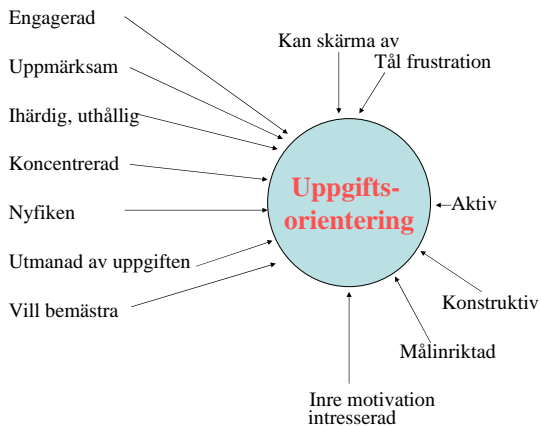 Engagerad
Kan skärma av
Tål frustration
Uppmärksam
Ihärdig, uthållig
Koncentrerad
Uppgifts-
orientering
Nyfiken
Aktiv
Utmanad av uppgiften
Vill bemästra
Konstruktiv
Målinriktad
Inre motivation
intresserad